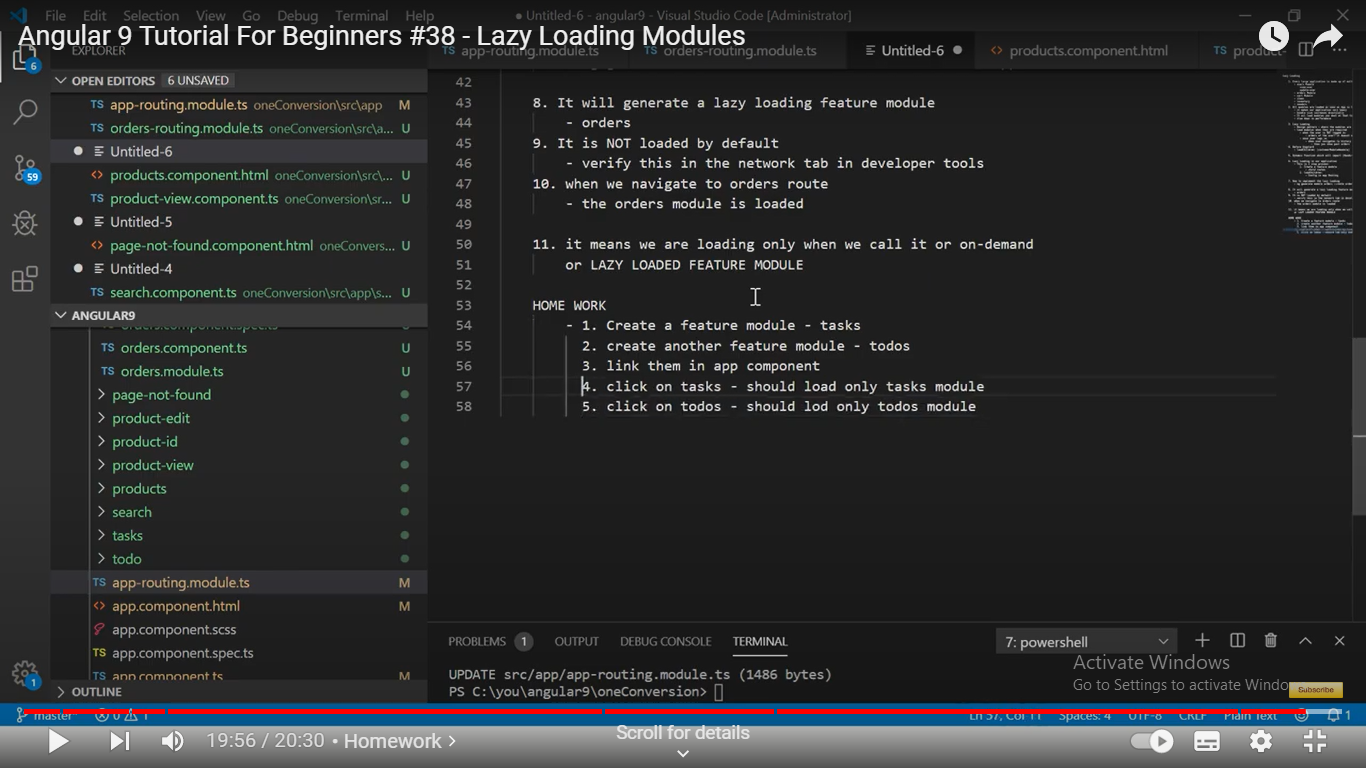 File Edit Selection View Go Debug Terminal Help
● Untitled-6 - angular9 - Visual Studio Code [Administrator]
Angular 9 Tutorial For Beginners #38 - Lazy Loading Modules
EXPLORER
app-routing.module.ts
TS orders-routing.module.ts
Untitled-6 ●
<> products.component.html
TS product-
6
OPEN EDITORS 6 UNSAVED
TS app-routing.module.ts oneConversion\src\app M
TS orders-routing.module.ts oneConversion\src\a... U
● Untitled-6
<> products.component.html oneConversion\sr... U
TS product-view.component.ts oneConversion\sr... U
● Untitled-5
<> page-not-found.component.html oneConvers... U
● Untitled-4
TS search.component.ts oneConversion\src\app\s... U
59
ANGULAR9
orders.component.spec.ts
TS orders.component.ts U
TS orders.module.ts U
> page-not-found
> product-edit
> product-id
> product-view
> products
> search
> tasks
> todo
TS app-routing.module.ts M
<> app.component.html M
app.component.scss
TS app.component.spec.ts
TS app.component.ts M
> OUTLINE
1
42
43 8. It will generate a lazy loading feature module
44 - orders
45 9. It is NOT loaded by default
46 - verify this in the network tab in developer tools
47 10. when we navigate to orders route
48 - the orders module is loaded
49
50 11. it means we are loading only when we call it or on-demand
51 or LAZY LOADED FEATURE MODULE
52
53 HOME WORK
54 - 1. Create a feature module - tasks
55 2. create another feature module - todos
56 3. link them in app component
57 4. click on tasks - should load only tasks module
58 5. click on todos - should lod only todos module
PROBLEMS 1 OUTPUT DEBUG CONSOLE TERMINAL
7: powershell
UPDATE src/app/app-routing.module.ts (1486 bytes)
PS C:\you\angular9\oneConversion>
Activate Windows
Go to Settings to activate Windo
Subscribe
master* 0 1
Ln 57, Col 11 Spaces: 4 UTF-8 CRLF Plain Text 1
19:56 / 20:30 • Homework >
Scroll for details